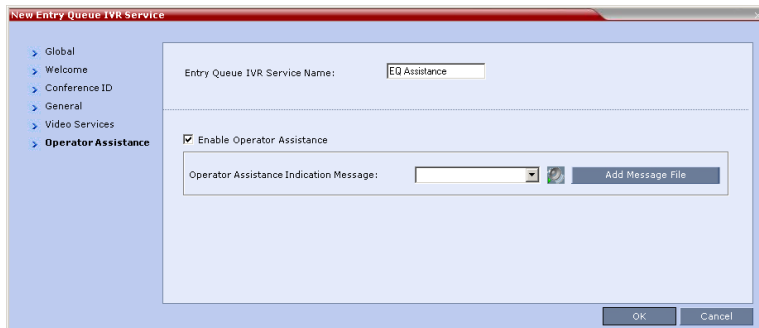 New Entry Queue IVR Service
Global
Welcome
Conference ID
General
Video Services
Operator Assistance
Entry Queue IVR Service Name: EQ Assistance
Enable Operator Assistance
Operator Assistance Indication Message: Add Message File
OK Cancel